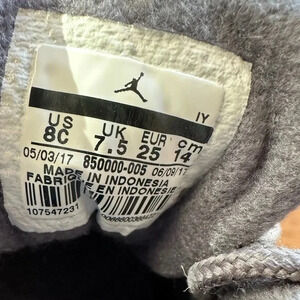 IY
US UK EUR cm
8C 7.5 25 14
05/03/17 850000-005 06/09/17
MADE IN INDONESIA
EN INDONESIE
107547231